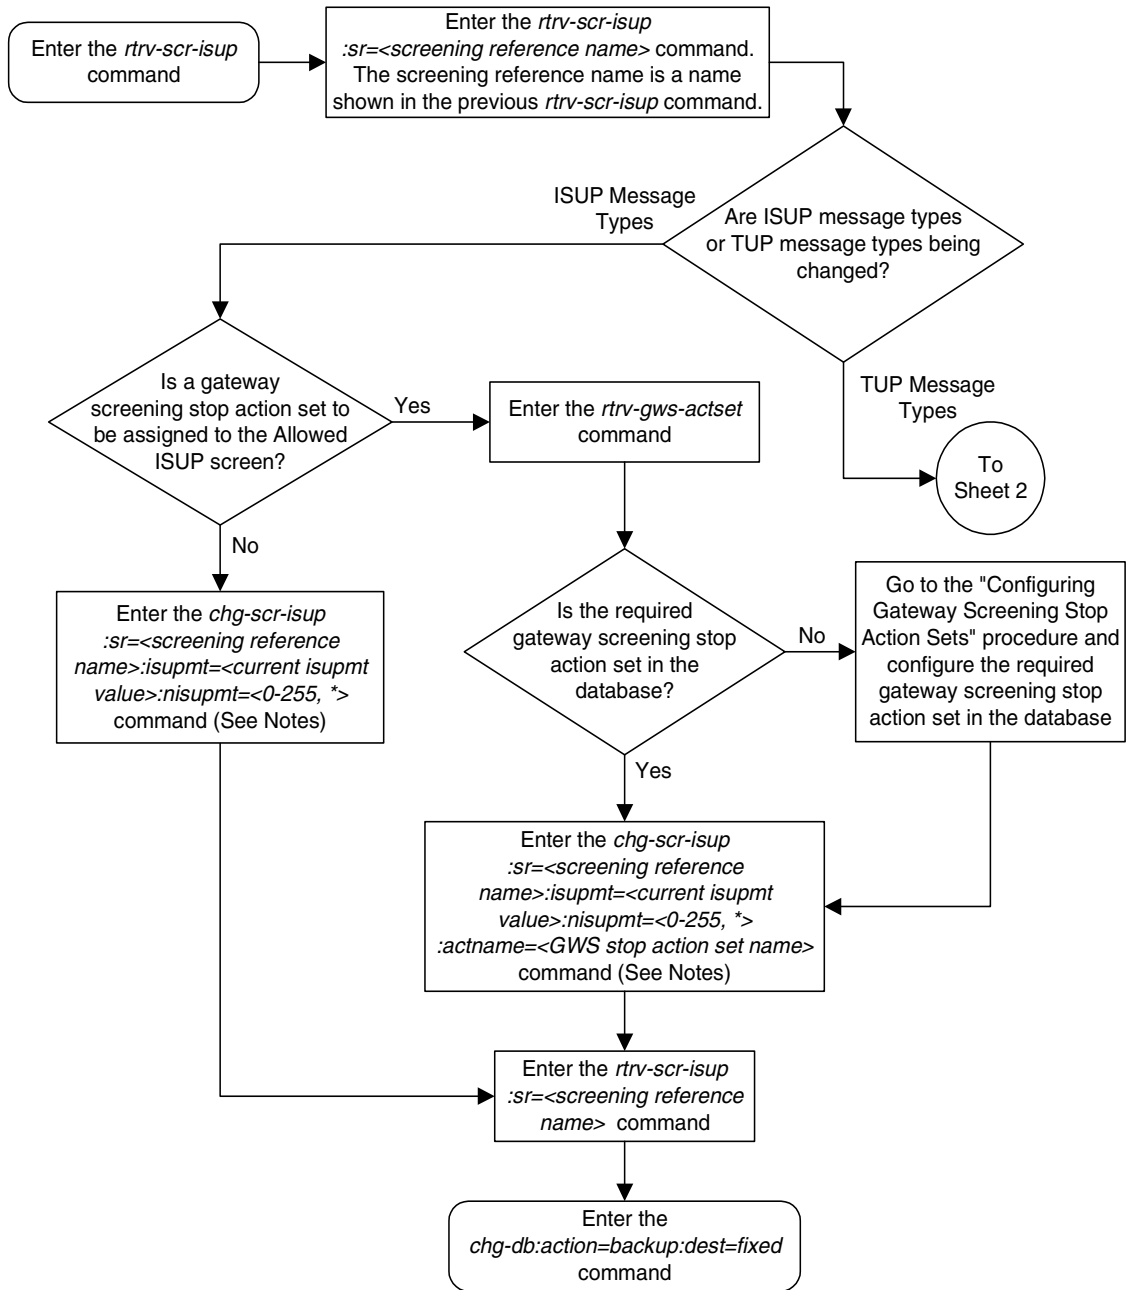 Enter the rtrv-scr-isup
command
Enter the rtrv-scr-isup
:sr=<screening reference name> command.
The screening reference name is a name
shown in the previous rtrv-scr-isup command.
ISUP Message
Types
Are ISUP message types
or TUP message types being
changed?
TUP Message
Types
To
Sheet 2
Is a gateway
screening stop action set to
be assigned to the Allowed
ISUP screen?
Yes
Enter the rtrv-gws-actset
command
No
Enter the chg-scr-isup
:sr=<screening reference
name>:isupmt=<current isupmt
value>:nisupmt=<0-255, *>
command (See Notes)
Is the required
gateway screening stop
action set in the
database?
No
Go to the "Configuring
Gateway Screening Stop
Action Sets" procedure and
configure the required
gateway screening stop
action set in the database
Yes
Enter the chg-scr-isup
:sr=<screening reference
name>:isupmt=<current isupmt
value>:nisupmt=<0-255, *>
:actname=<GWS stop action set name>
command (See Notes)
Enter the rtrv-scr-isup
:sr=<screening reference
name> command
Enter the
chg-db:action=backup:dest=fixed
command